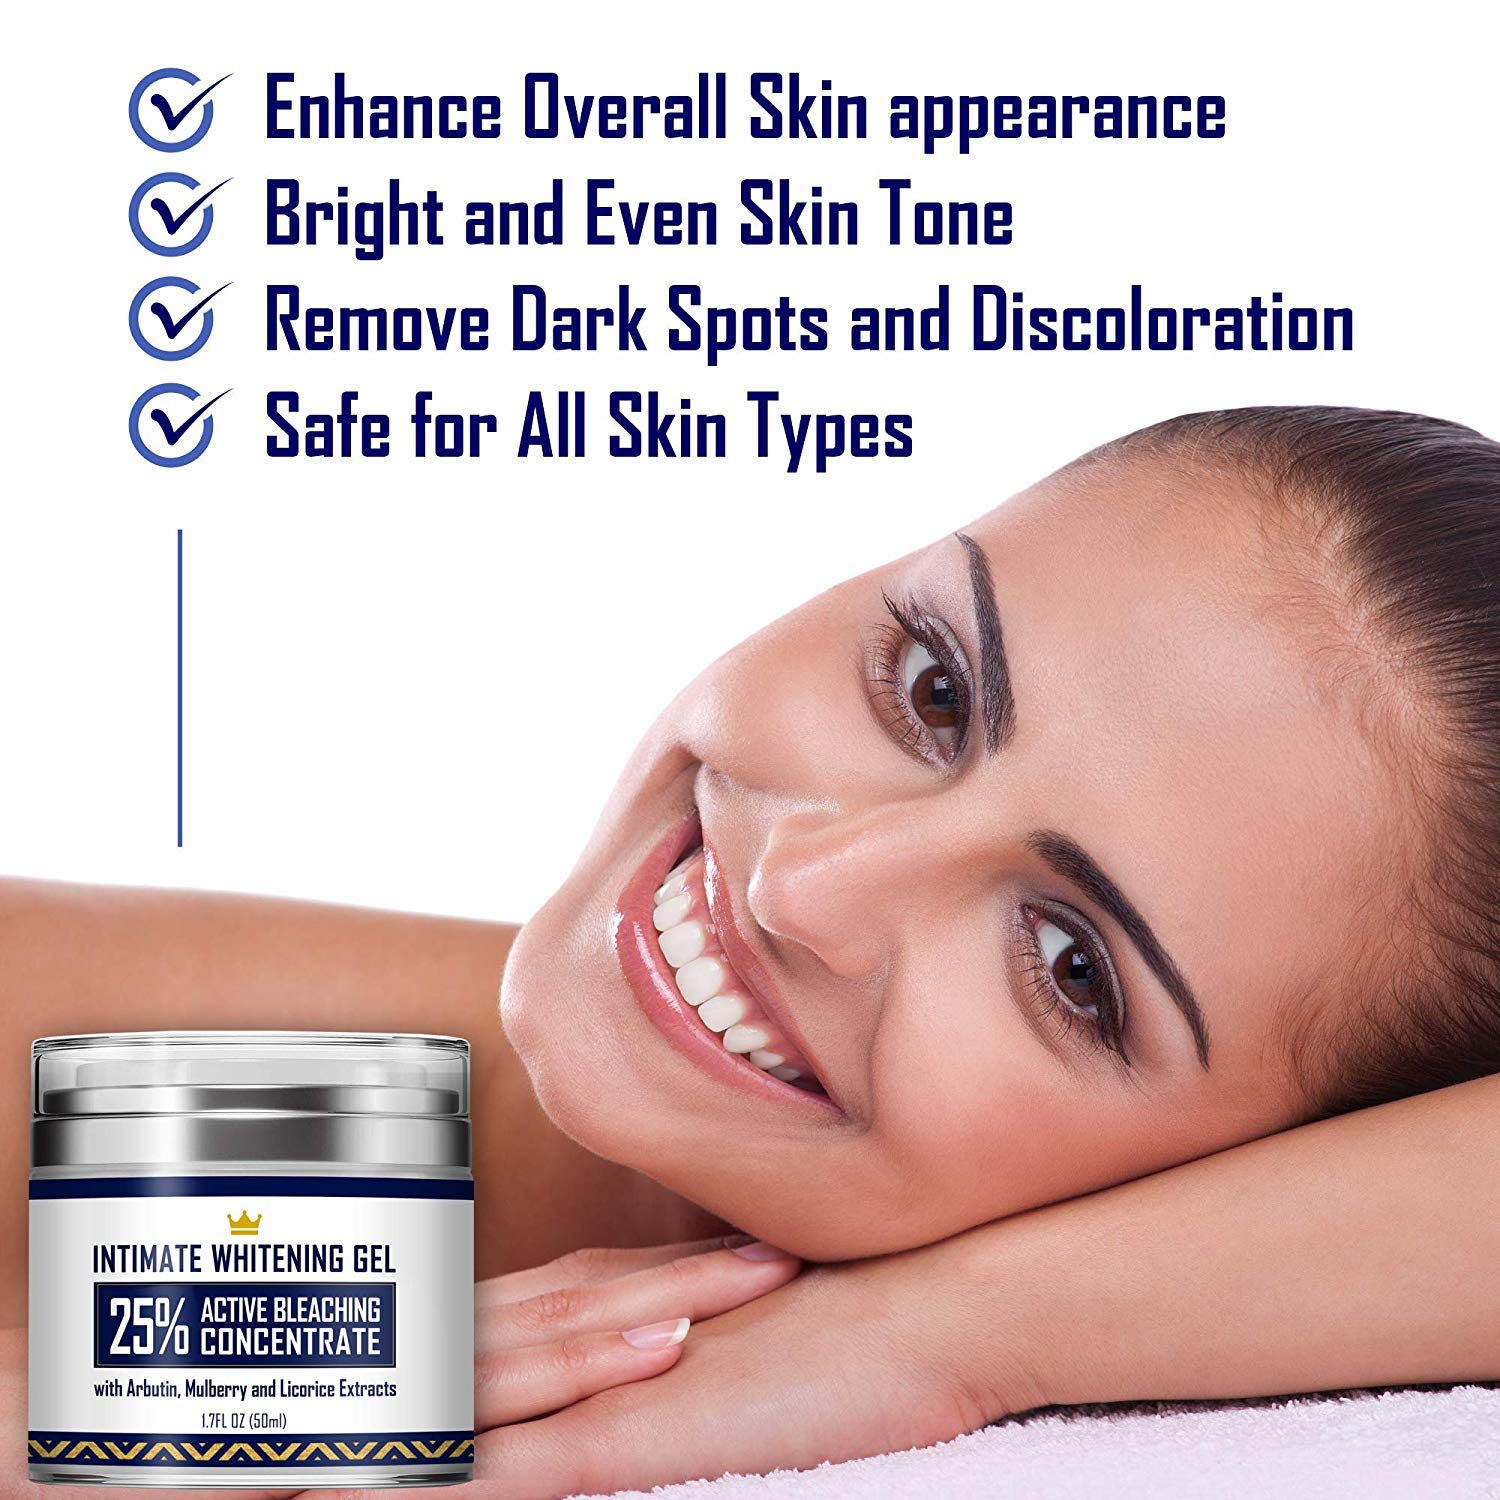 Enhance Overall Skin appearance
Bright and Even Skin Tone
Remove Dark Spots and Discoloration
Safe for All Skin Types
INTIMATE WHITENING GEL
25% ACTIVE BLEACHING
CONCENTRATE
with Arbutin, Mulberry and Licorice Extracts
1.7FL OZ (50ml)